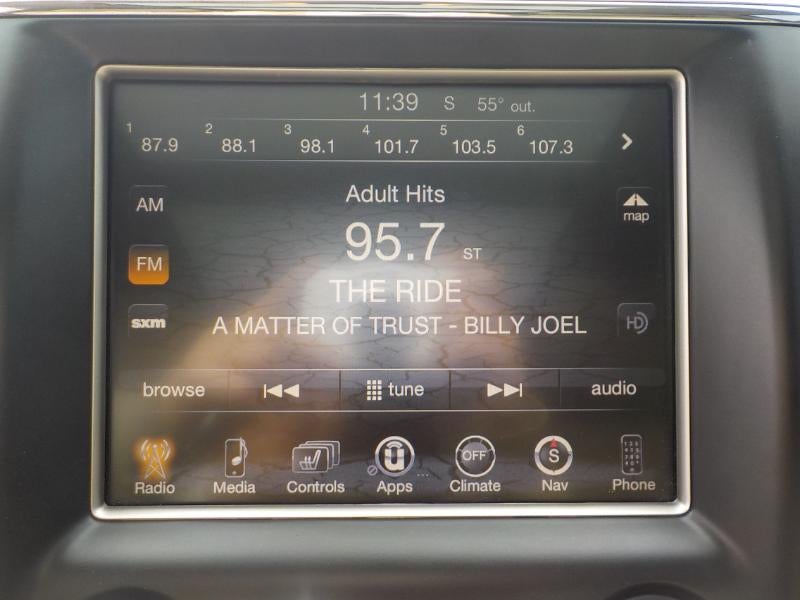 11:39 S 55° out.
1 87.9 2 88.1 3 98.1 4 101.7 5 103.5 6 107.3
Adult Hits
AM
map
95.7 ST
FM
THE RIDE
sxm A MATTER OF TRUST - BILLY JOEL HD
browse tune audio
OFF S
Radio Media Controls Apps Climate Nav Phone